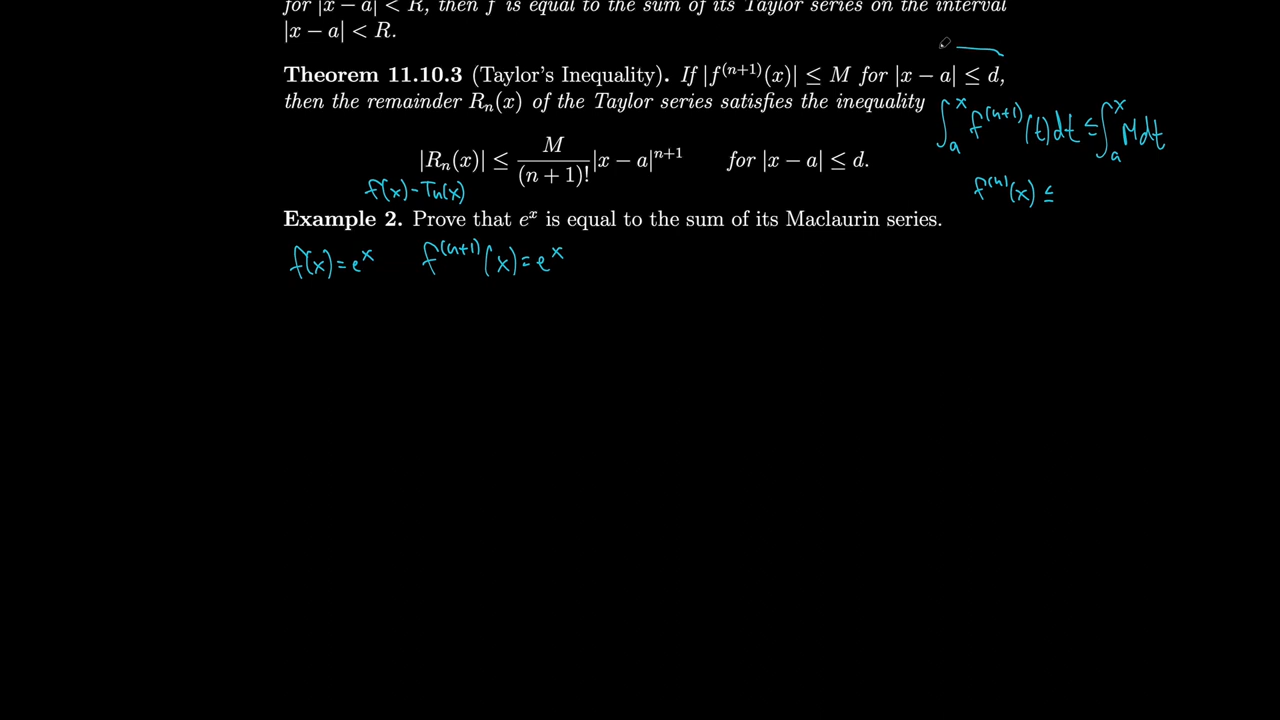 for |x − a| < R, then f is equal to the sum of its Taylor series on the interval
|x − a| < R.
Theorem 11.10.3 (Taylor's Inequality). If |f^{(n+1)}(x)| ≤ M for |x − a| ≤ d,
then the remainder R_n(x) of the Taylor series satisfies the inequality
∫_a^x f^{(n+1)}(t)dt ≤ ∫_a^x M dt
|R_n(x)| ≤ \frac{M}{(n+1)!}|x − a|^{n+1} for |x − a| ≤ d.
f(x) − T_n(x)
f^{(n)}(x) ≤
Example 2. Prove that e^x is equal to the sum of its Maclaurin series.
f(x) = e^x f^{(n+1)}(x) = e^x